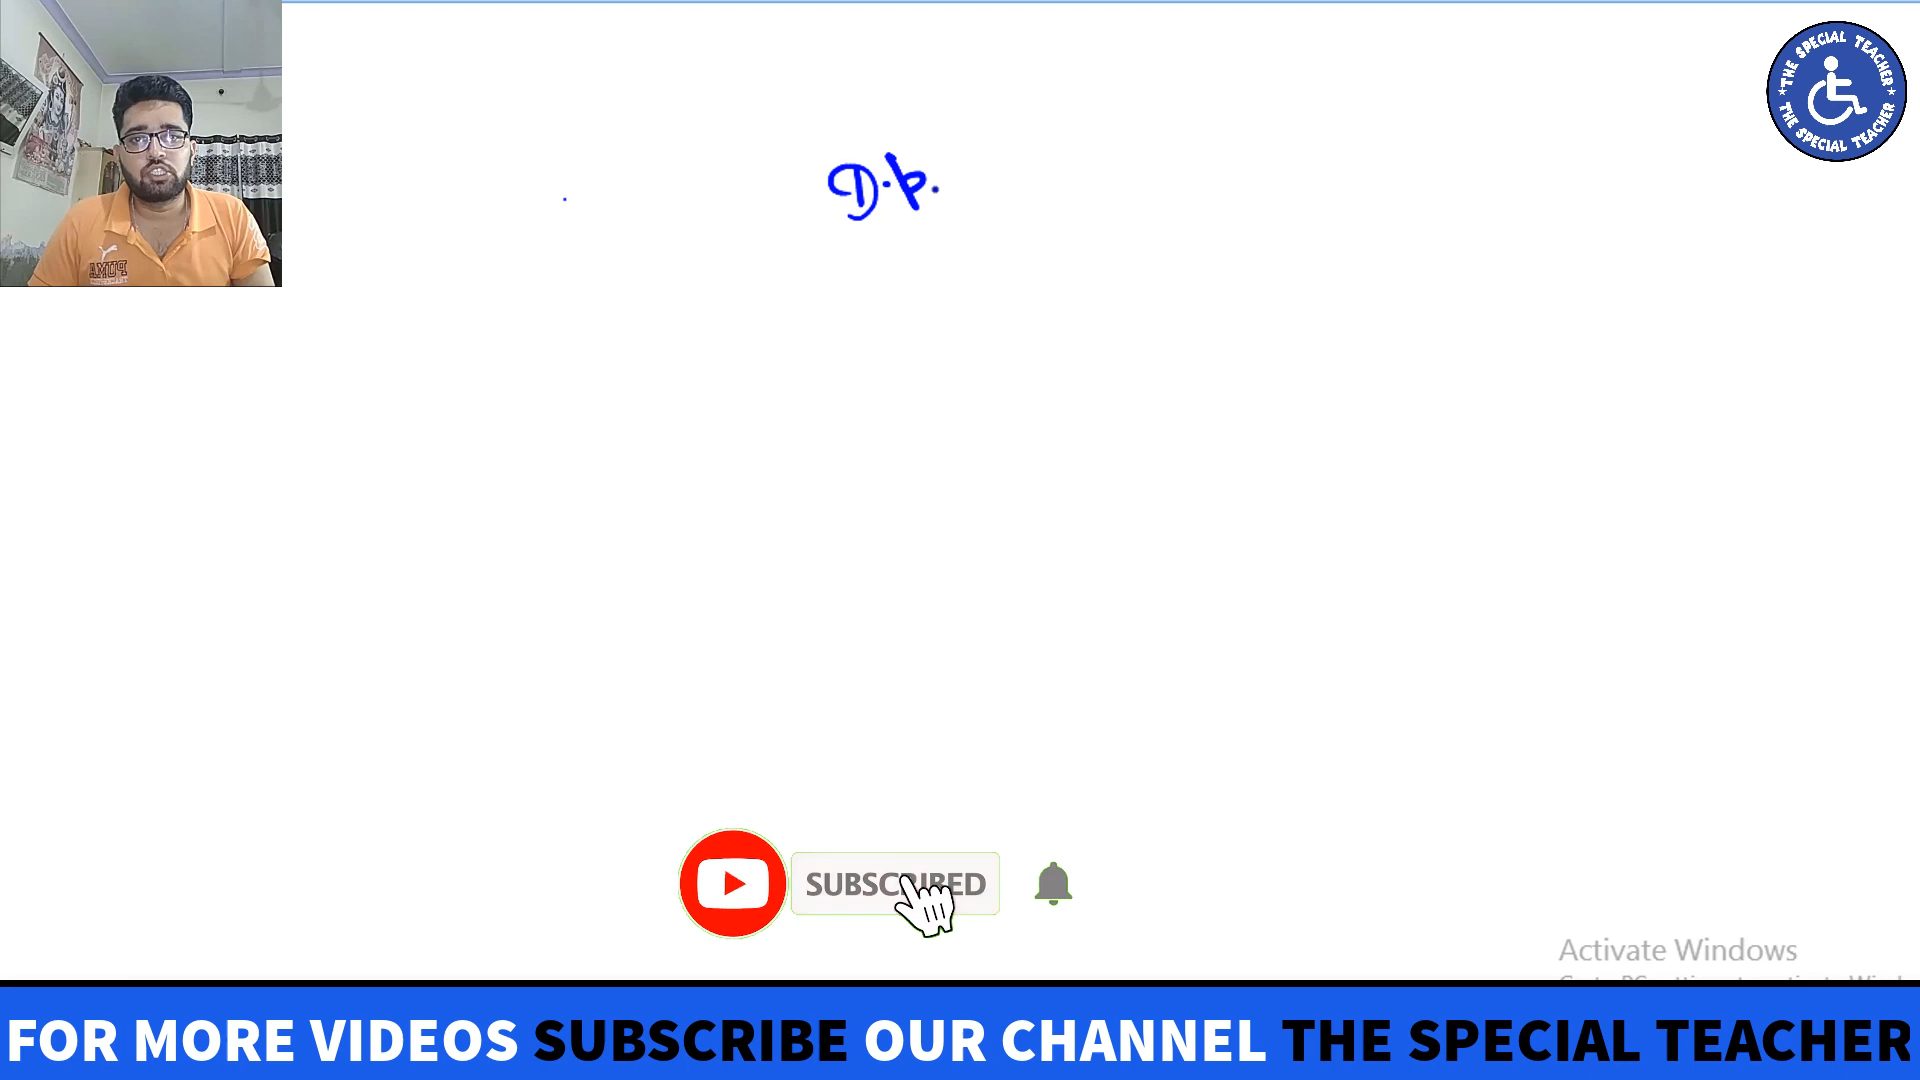 THE SPECIAL TEACHER
THE SPECIAL TEACHER
D.p.
PUMA
SUBSCRIBED
Activate Windows
FOR MORE VIDEOS SUBSCRIBE OUR CHANNEL THE SPECIAL TEACHER